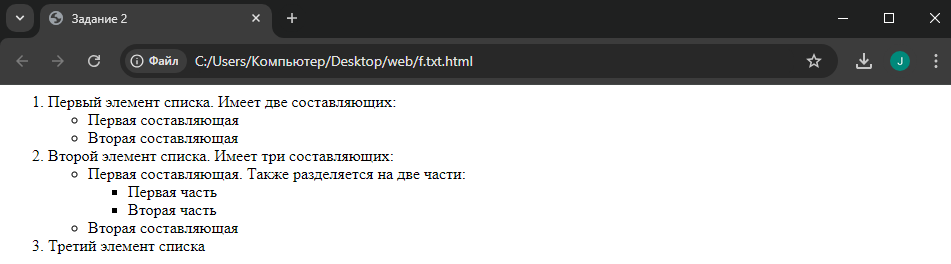 Задание 2
Файл C:/Users/Компьютер/Desktop/web/f.txt.html J
1. Первый элемент списка. Имеет две составляющих:
Первая составляющая
Вторая составляющая
2. Второй элемент списка. Имеет три составляющих:
Первая составляющая. Также разделяется на две части:
Первая часть
Вторая часть
Вторая составляющая
3. Третий элемент списка